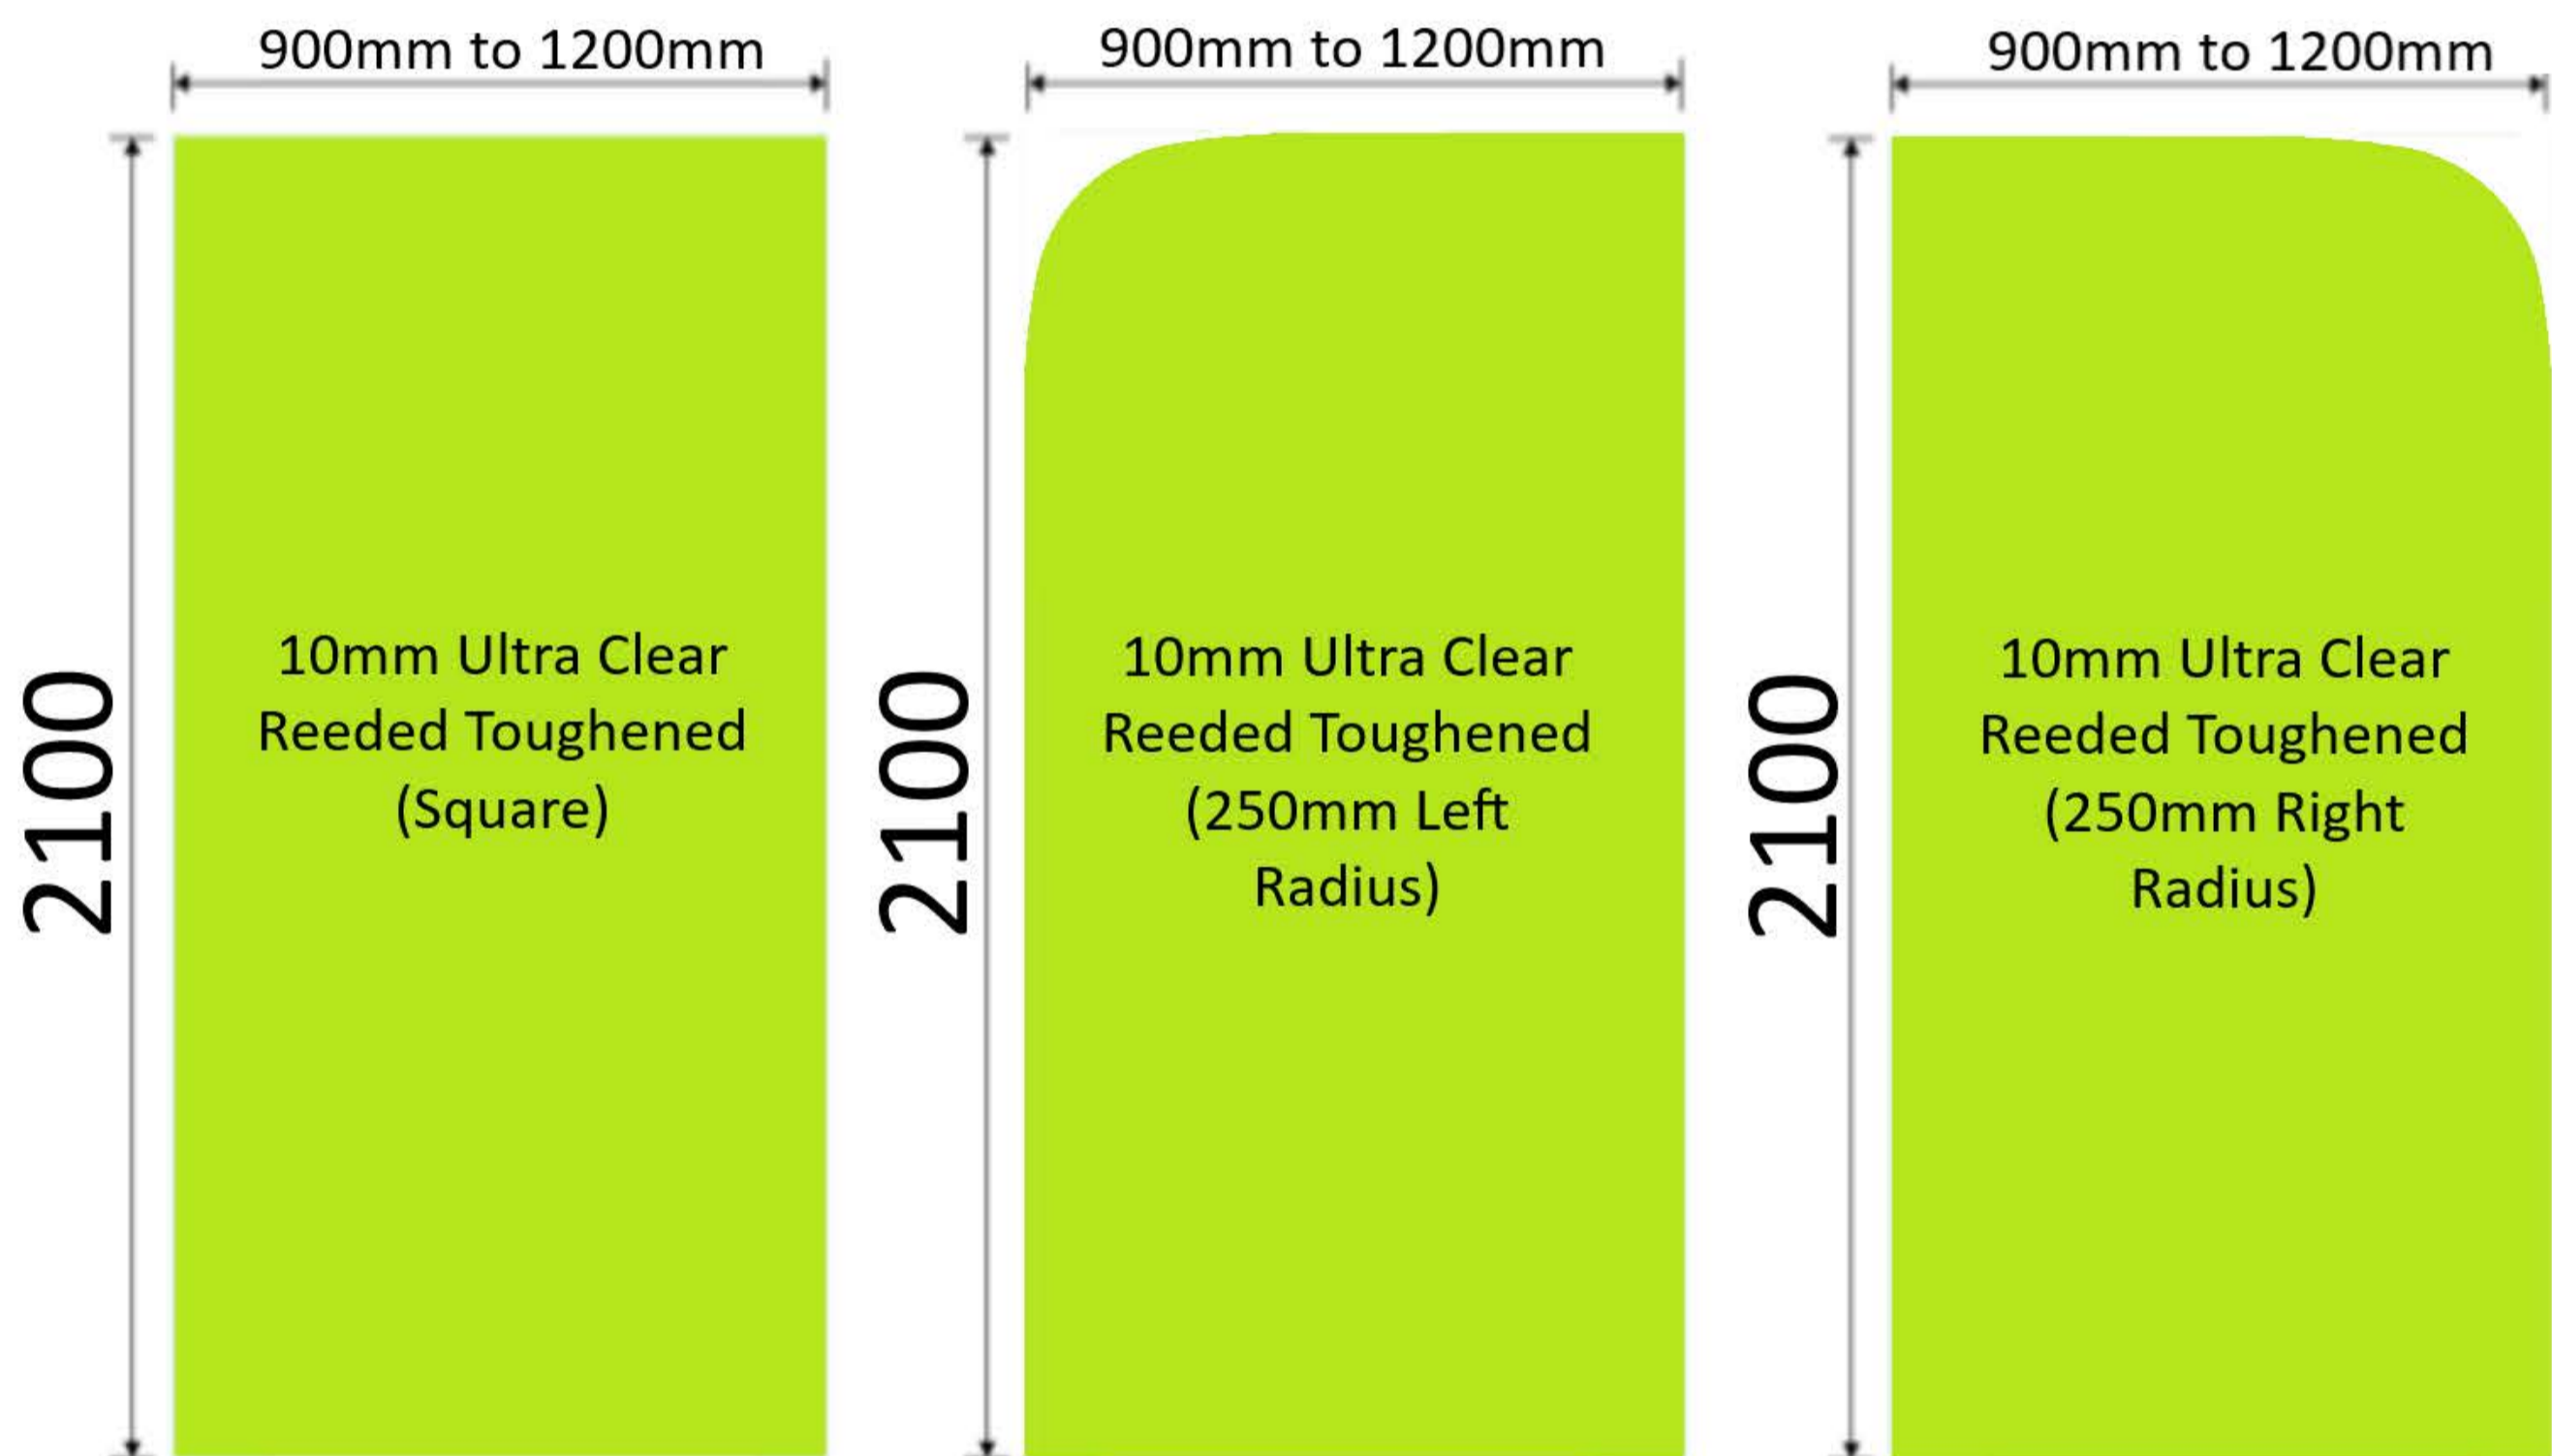 900mm to 1200mm
2100
10mm Ultra Clear
Reeded Toughened
(Square)
900mm to 1200mm
2100
10mm Ultra Clear
Reeded Toughened
(250mm Left
Radius)
900mm to 1200mm
2100
10mm Ultra Clear
Reeded Toughened
(250mm Right
Radius)